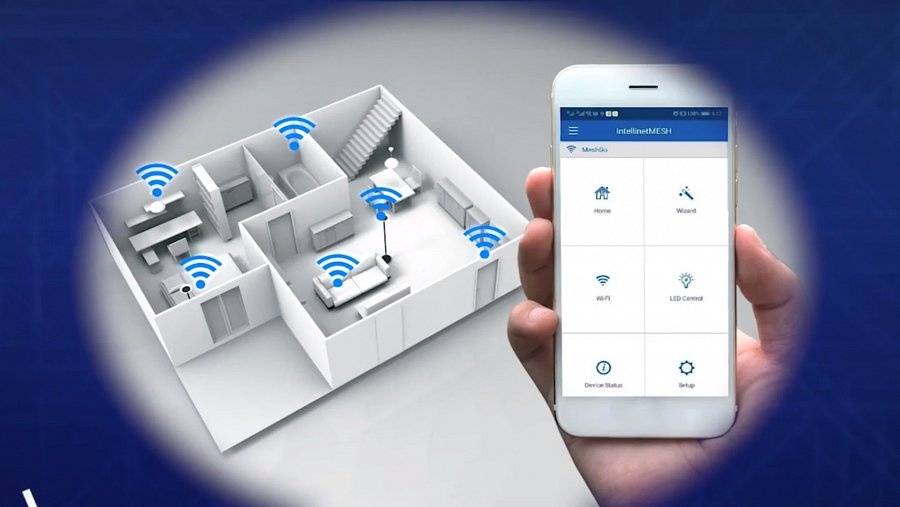 IntellinetMESH
MeshGo
Home
Wizard
Wi-Fi
LED Control
Device Status
Setup